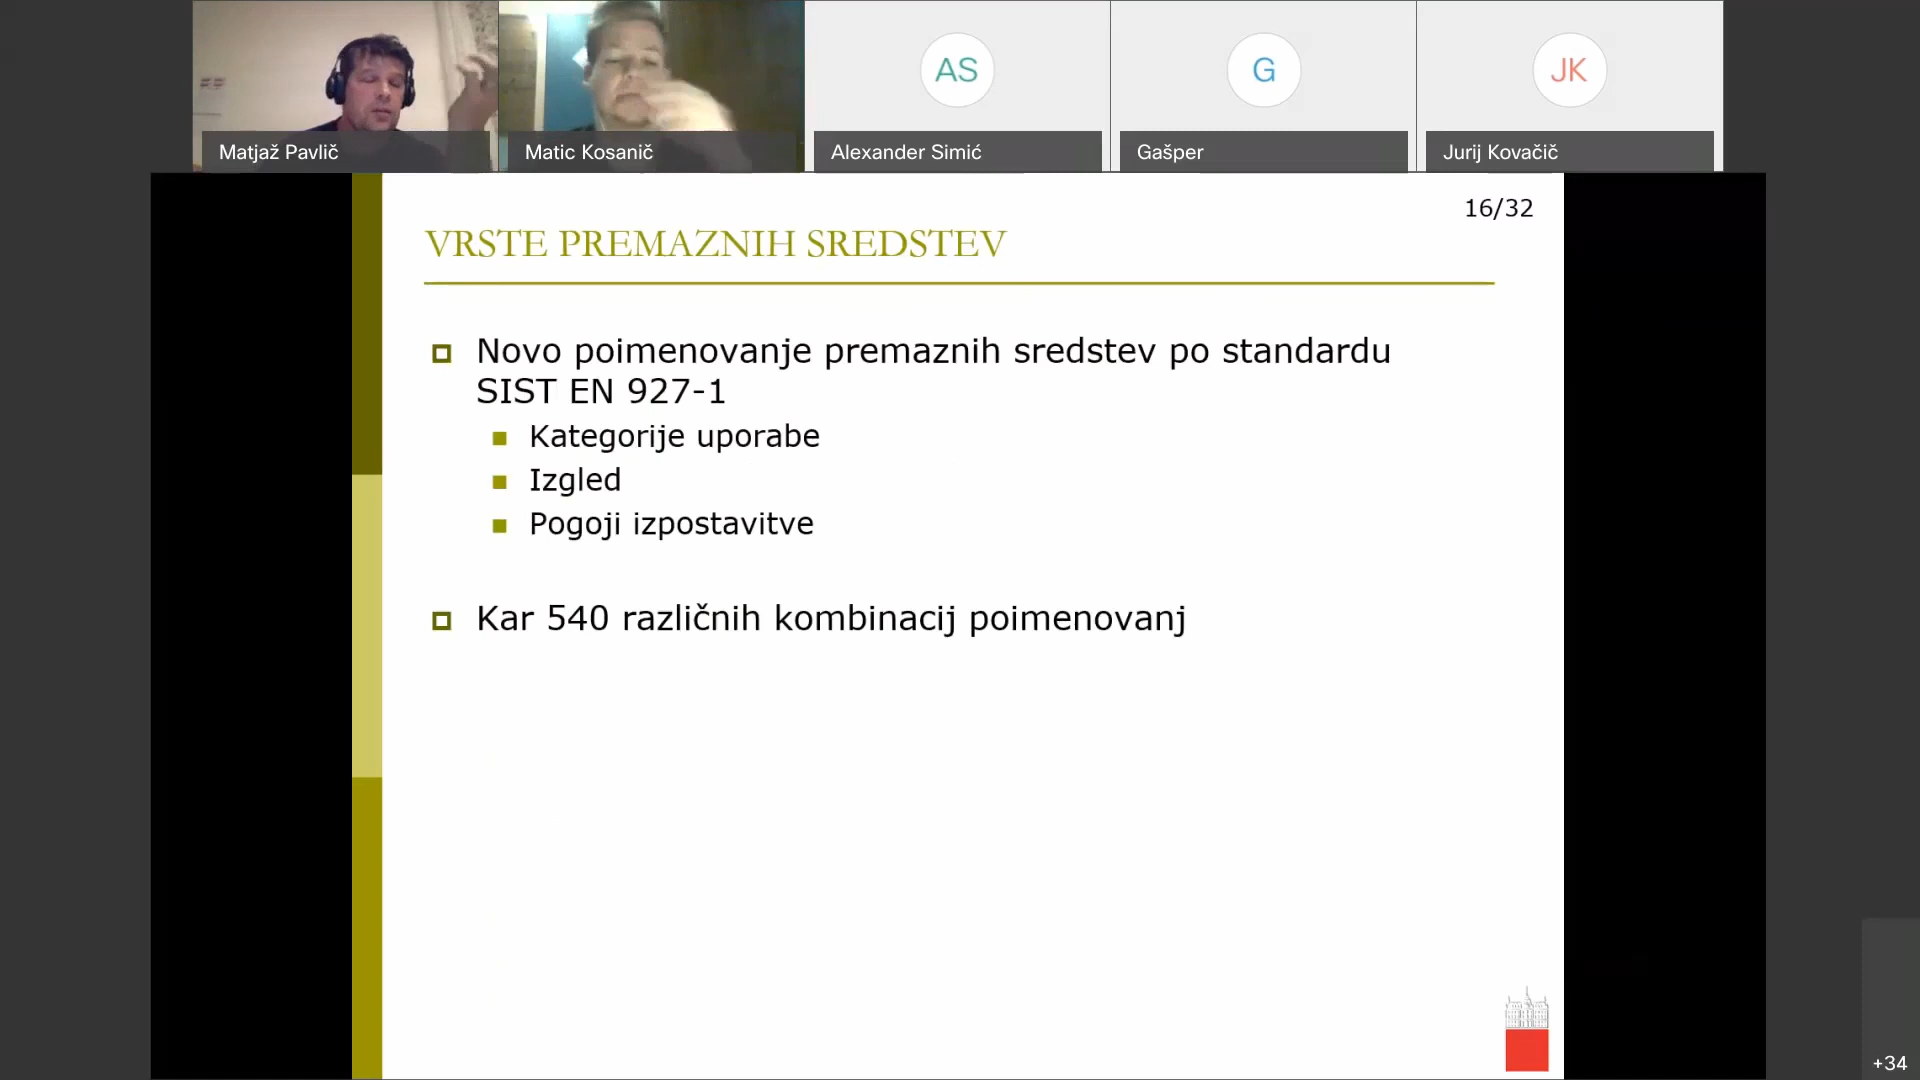 AS
G
JK
Matjaž Pavlič
Matic Kosanič
Alexander Simić
Gašper
Jurij Kovačič
16/32
VRSTE PREMAZNIH SREDSTEV
Novo poimenovanje premaznih sredstev po standardu
SIST EN 927-1
Kategorije uporabe
Izgled
Pogoji izpostavitve
Kar 540 različnih kombinacij poimenovanj
+34